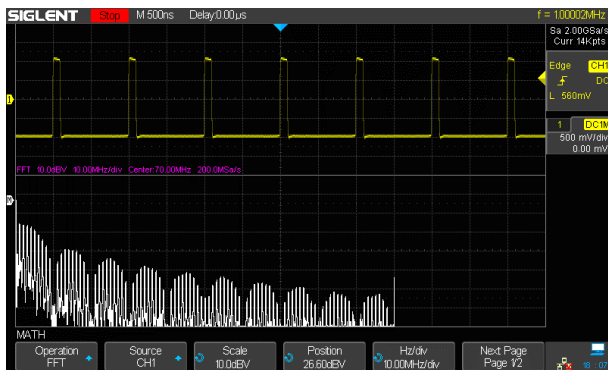 SIGLENT Stop M 500ns Delay:0.00µs f = 1.00002MHz
Sa 2.00GSa/s
Curr 14Kpts
Edge CH1
DC
L 560mV
1 DC1M
500 mV/div
0.00 mV
1
FFT 10.0dBV 10.00MHz/div Center:70.00MHz 200.0MSa/s
M
MATH
Operation Source Scale Position Hz/div Next Page
FFT CH1 10.0dBV 26.60dBV 10.00MHz/div Page 1/2
18:07